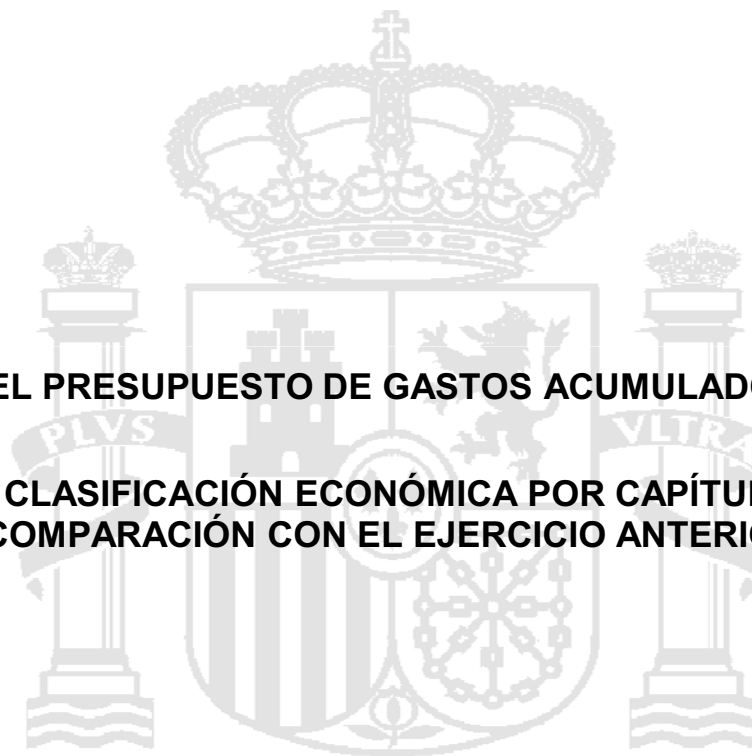 EL PRESUPUESTO DE GASTOS ACUMULADO
PLVS VLTRA
CLASIFICACIÓN ECONÓMICA POR CAPÍTU
COMPARACIÓN CON EL EJERCICIO ANTERI